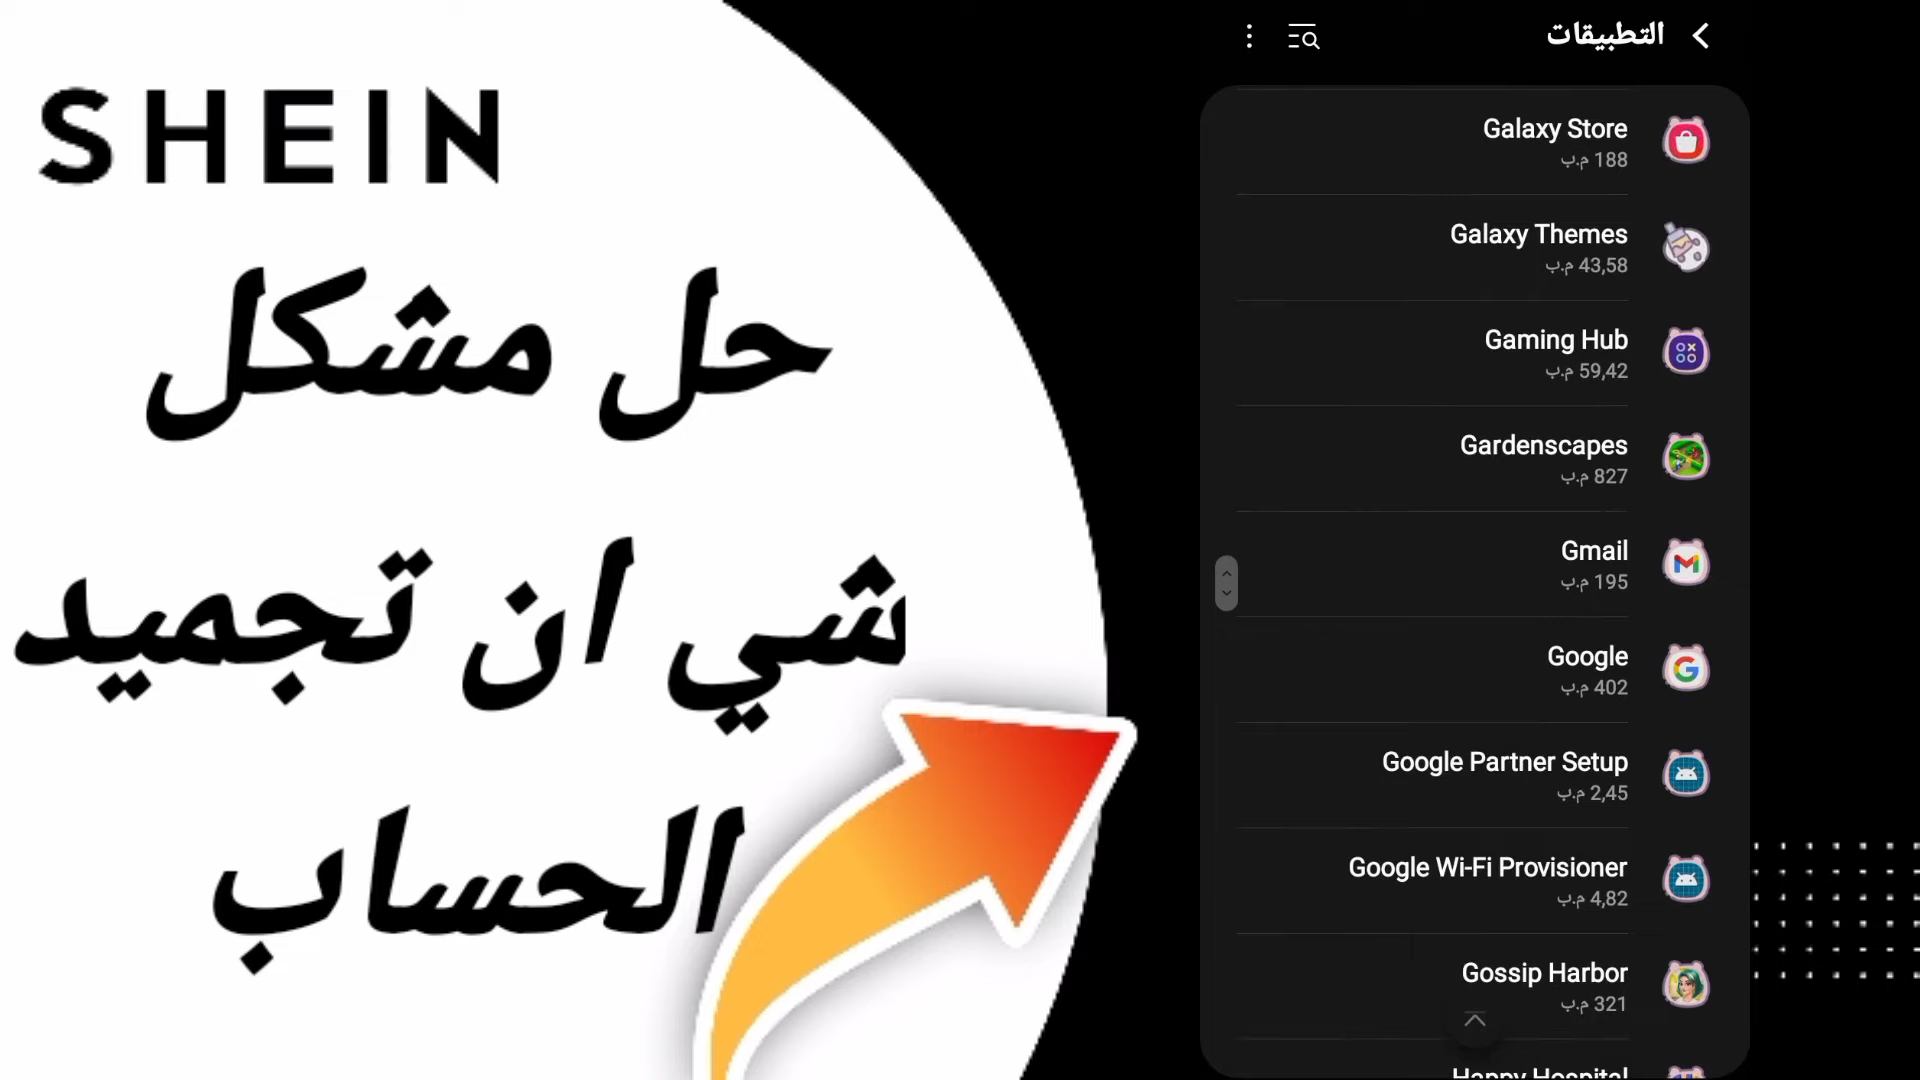 SHEIN
حل مشكل
شي ان تجميد
الحساب
التطبيقات
Galaxy Store
188 م.ب
Galaxy Themes
43,58 م.ب
Gaming Hub
59,42 م.ب
Gardenscapes
827 م.ب
Gmail
195 م.ب
Google
402 م.ب
Google Partner Setup
2,45 م.ب
Google Wi-Fi Provisioner
4,82 م.ب
Gossip Harbor
321 م.ب
Happy Hospital